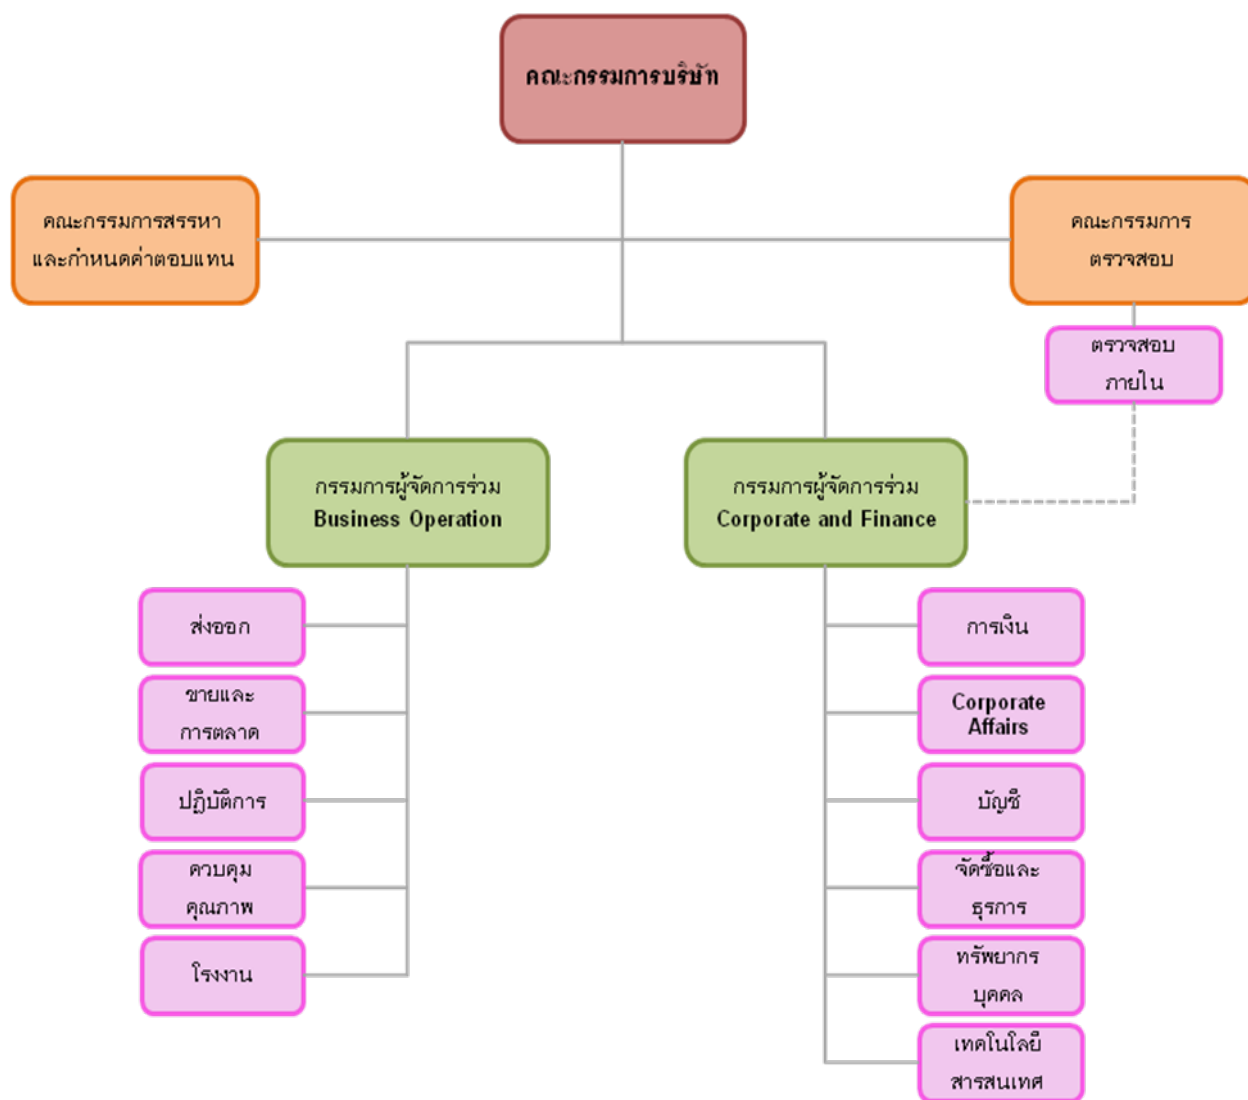 คณะกรรมการบริษัท
คณะกรรมการสรรหา
และกำหนดค่าตอบแทน
คณะกรรมการ
ตรวจสอบ
ตรวจสอบ
ภายใน
กรรมการผู้จัดการร่วม
Business Operation
กรรมการผู้จัดการร่วม
Corporate and Finance
ส่งออก
ขายและ
การตลาด
ปฏิบัติการ
ควบคุม
คุณภาพ
โรงงาน
การเงิน
Corporate
Affairs
บัญชี
จัดซื้อและ
ธุรการ
ทรัพยากร
บุคคล
เทคโนโลยี
สารสนเทศ